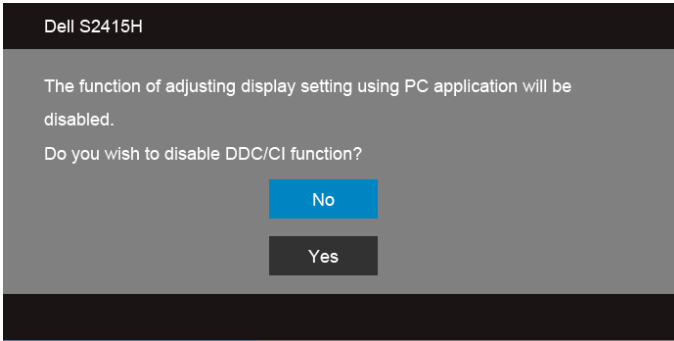 Dell S2415H
The function of adjusting display setting using PC application will be
disabled.
Do you wish to disable DDC/CI function?
No
Yes